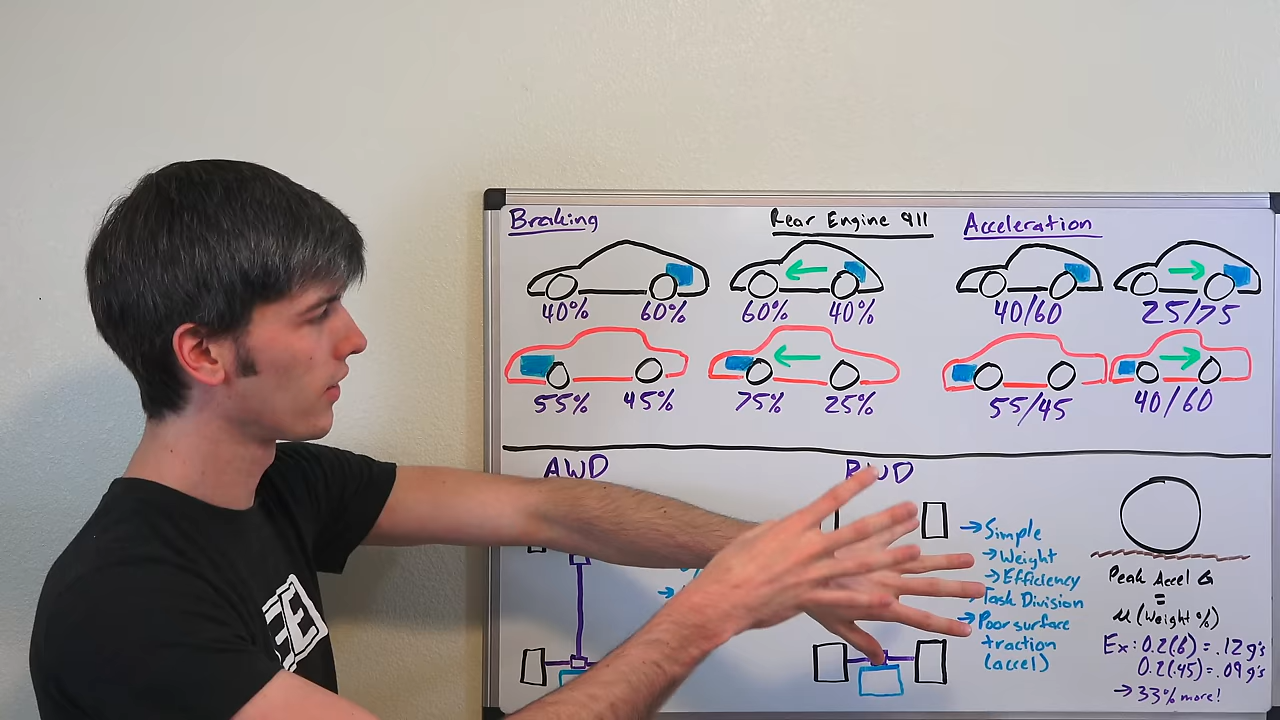 Braking
Rear Engine 911
Acceleration
40% 60%
60% 40%
40/60
25/75
55% 45%
75% 25%
55/45
40/60
AWD
RWD
→Simple
→Weight
→Efficiency
Task Division
→Poor surface
traction
(accel)
Peak Accel G
=
μ(Weight %)
Ex: 0.2(.6) = .12 g's
0.2(.45) = .09 g's
→33% more!